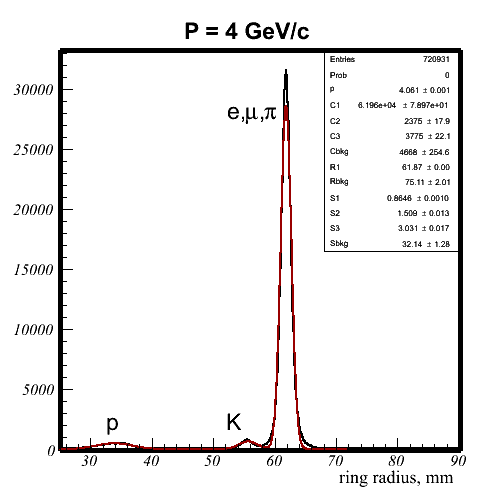 P = 4 GeV/c
Entries 720931
Prob 0
p 4.061 ± 0.001
C1 6.196e+04 ± 7.897e+01
C2 2375 ± 17.9
C3 3775 ± 22.1
Cbkg 4668 ± 254.6
R1 61.87 ± 0.00
Rbkg 75.11 ± 2.01
S1 0.8646 ± 0.0010
S2 1.509 ± 0.013
S3 3.031 ± 0.017
Sbkg 32.14 ± 1.28
30000
25000
20000
15000
10000
5000
0
e,μ,π
p
K
30 40 50 60 70 80 90
ring radius, mm